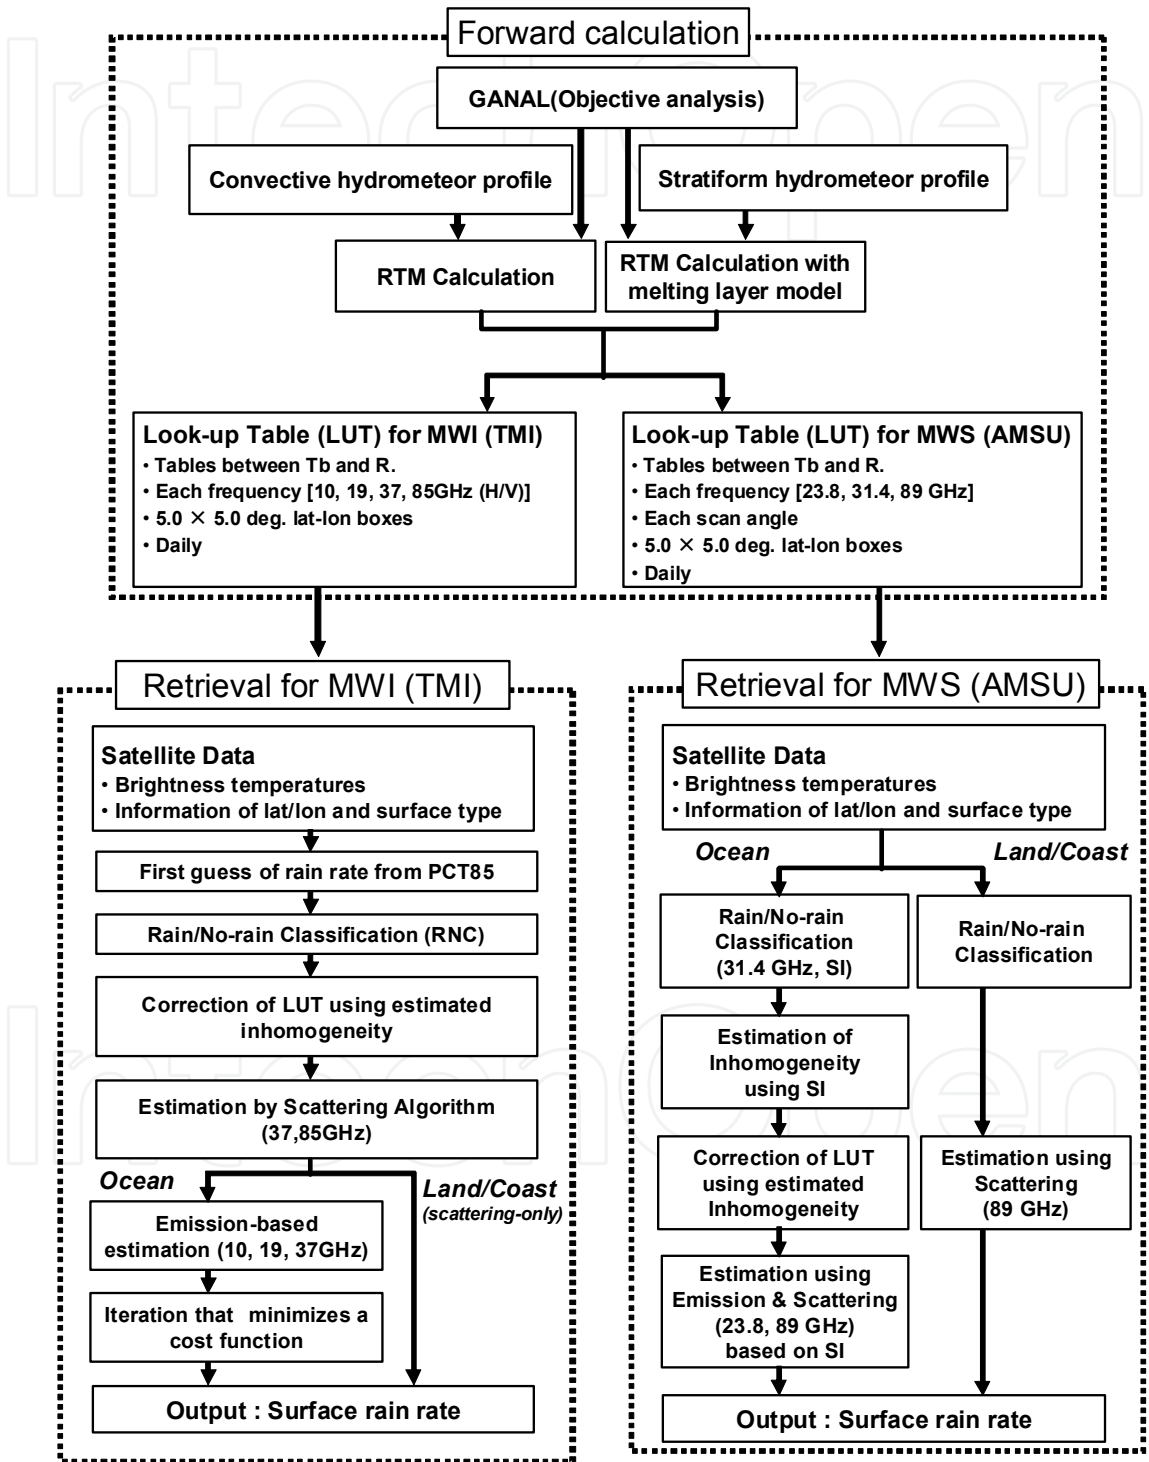 Forward calculation
GANAL(Objective analysis)
Convective hydrometeor profile
Stratiform hydrometeor profile
RTM Calculation
RTM Calculation with
melting layer model
Look-up Table (LUT) for MWI (TMI)
・Tables between Tb and R.
・Each frequency [10, 19, 37, 85GHz (H/V)]
・5.0 × 5.0 deg. lat-lon boxes
・Daily
Look-up Table (LUT) for MWS (AMSU)
・Tables between Tb and R.
・Each frequency [23.8, 31.4, 89 GHz]
・Each scan angle
・5.0 × 5.0 deg. lat-lon boxes
・Daily
Retrieval for MWI (TMI)
Satellite Data
・Brightness temperatures
・Information of lat/lon and surface type
First guess of rain rate from PCT85
Rain/No-rain Classification (RNC)
Correction of LUT using estimated
inhomogeneity
Estimation by Scattering Algorithm
(37,85GHz)
Ocean
Land/Coast
(scattering-only)
Emission-based
estimation (10, 19, 37GHz)
Iteration that minimizes a
cost function
Output : Surface rain rate
Retrieval for MWS (AMSU)
Satellite Data
・Brightness temperatures
・Information of lat/lon and surface type
Ocean
Land/Coast
Rain/No-rain
Classification
(31.4 GHz, SI)
Rain/No-rain
Classification
Estimation of
Inhomogeneity
using SI
Correction of LUT
using estimated
Inhomogeneity
Estimation using
Scattering
(89 GHz)
Estimation using
Emission & Scattering
(23.8, 89 GHz)
based on SI
Output : Surface rain rate
IntechOpen
IntechOpen